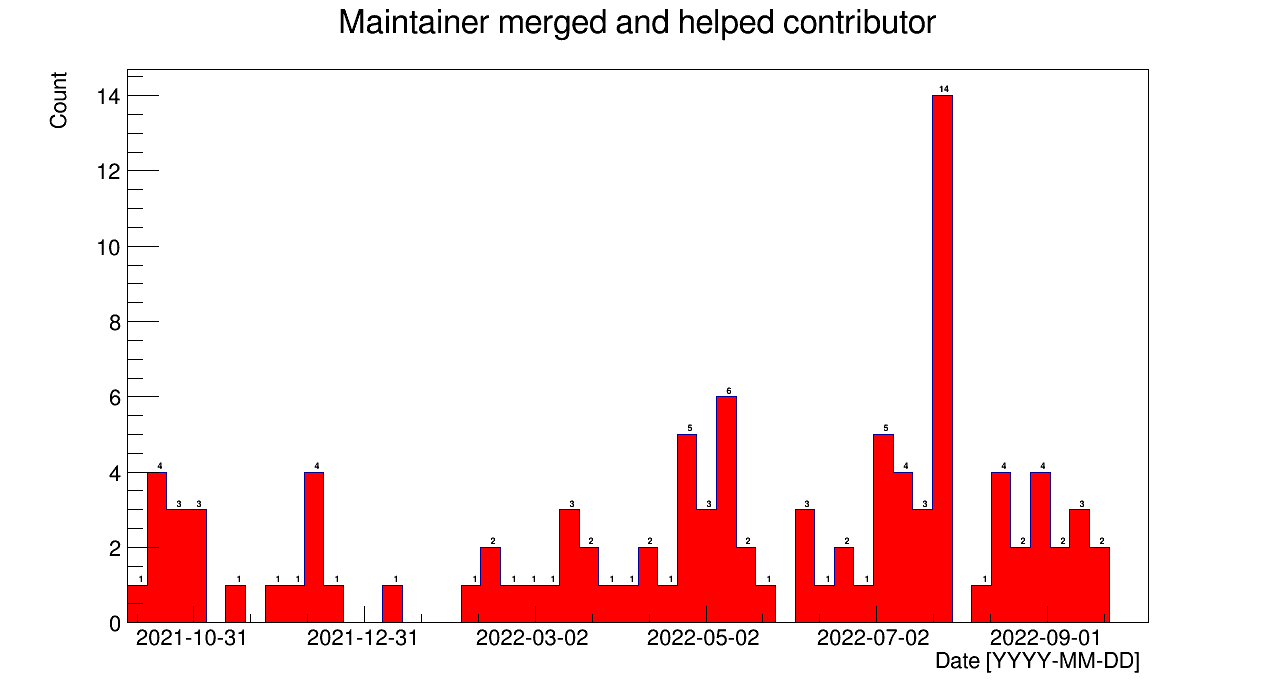 Maintainer merged and helped contributor
Count
14
12
10
8
6
4
2
0
1 4 3 3 1 1 1 4 1 1 1 2 1 1 1 3 2 1 1 2 1 5 3 6 2 1 3 1 2 1 5 4 3 14 1 4 2 4 2 3 2
2021-10-31 2021-12-31 2022-03-02 2022-05-02 2022-07-02 2022-09-01
Date [YYYY-MM-DD]